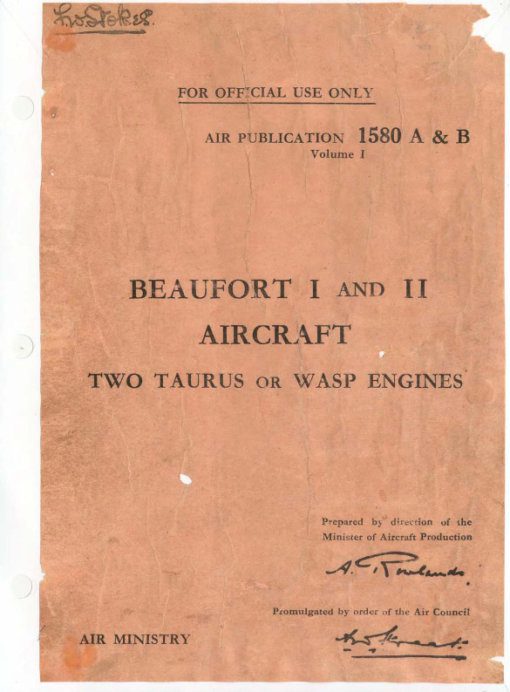 FOR OFFICIAL USE ONLY
AIR PUBLICATION 1580 A & B
Volume I
BEAUFORT I AND II
AIRCRAFT
TWO TAURUS OR WASP ENGINES
Prepared by direction of the
Minister of Aircraft Production
A. Rowlands.
Promulgated by order of the Air Council
AIR MINISTRY